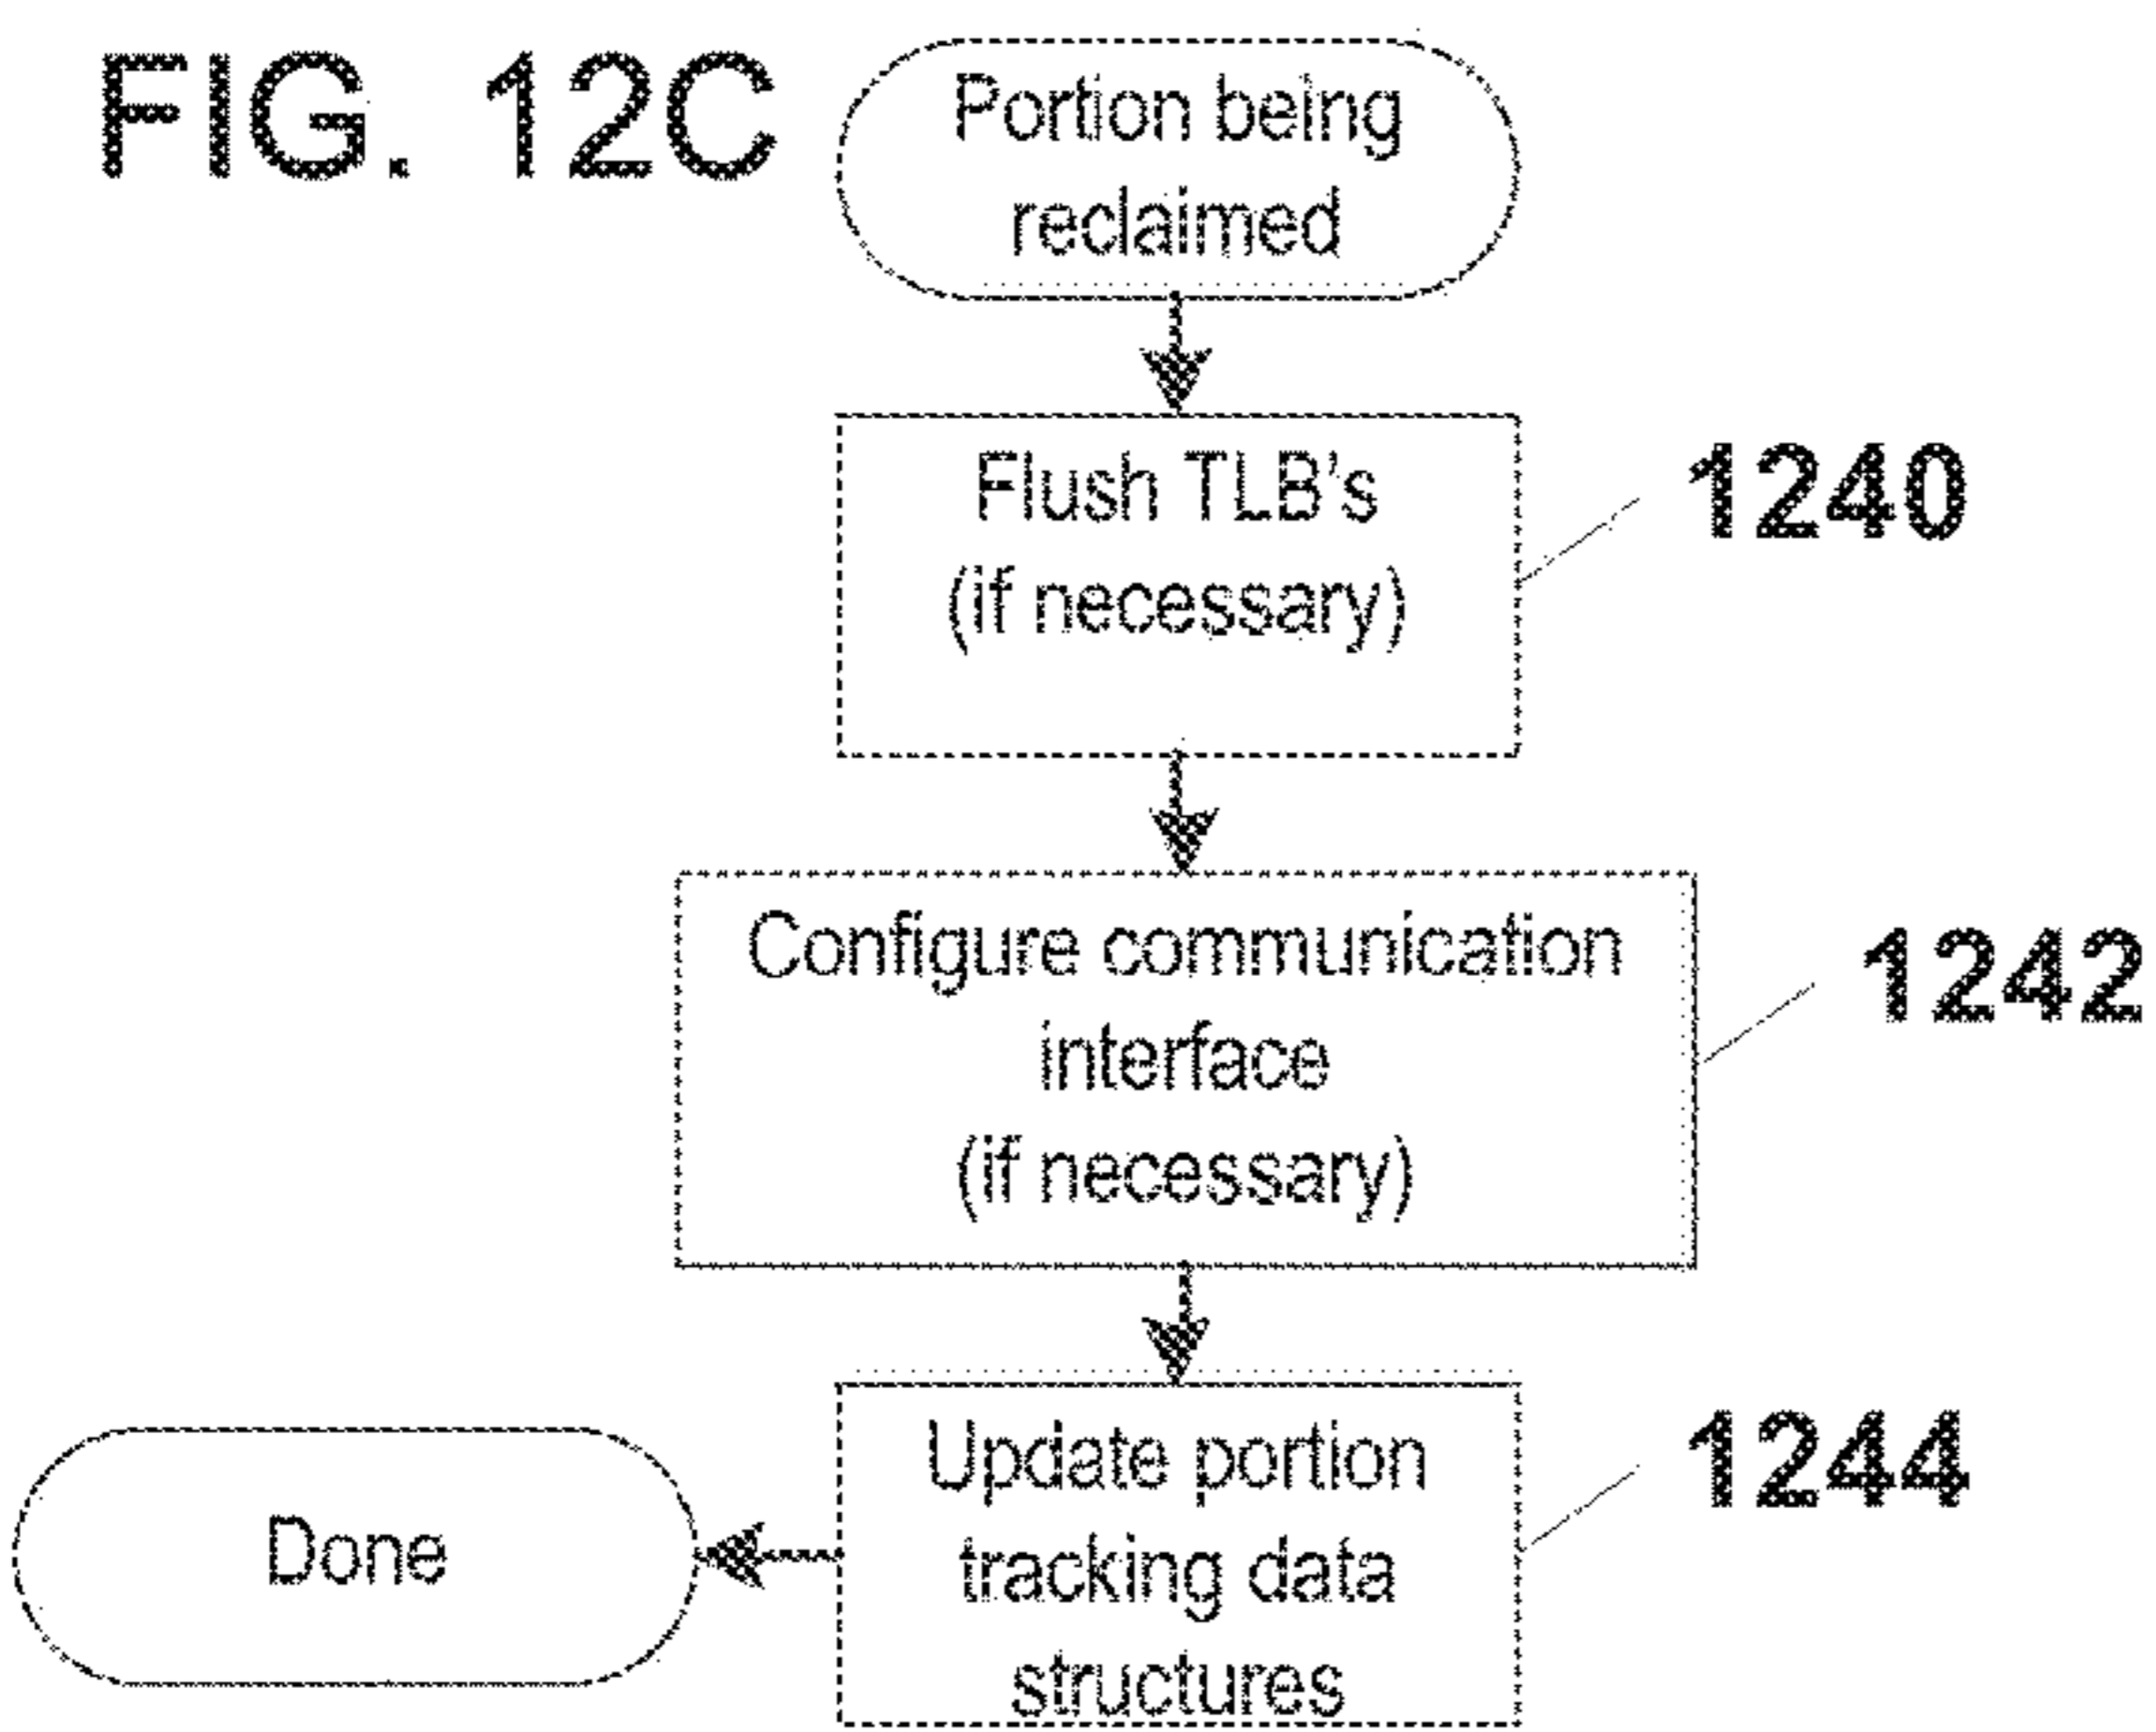 FIG. 12C
Portion being
reclaimed
Flush TLB's
(if necessary)
1240
Configure communication
interface
(if necessary)
1242
Update portion
tracking data
structures
1244
Done